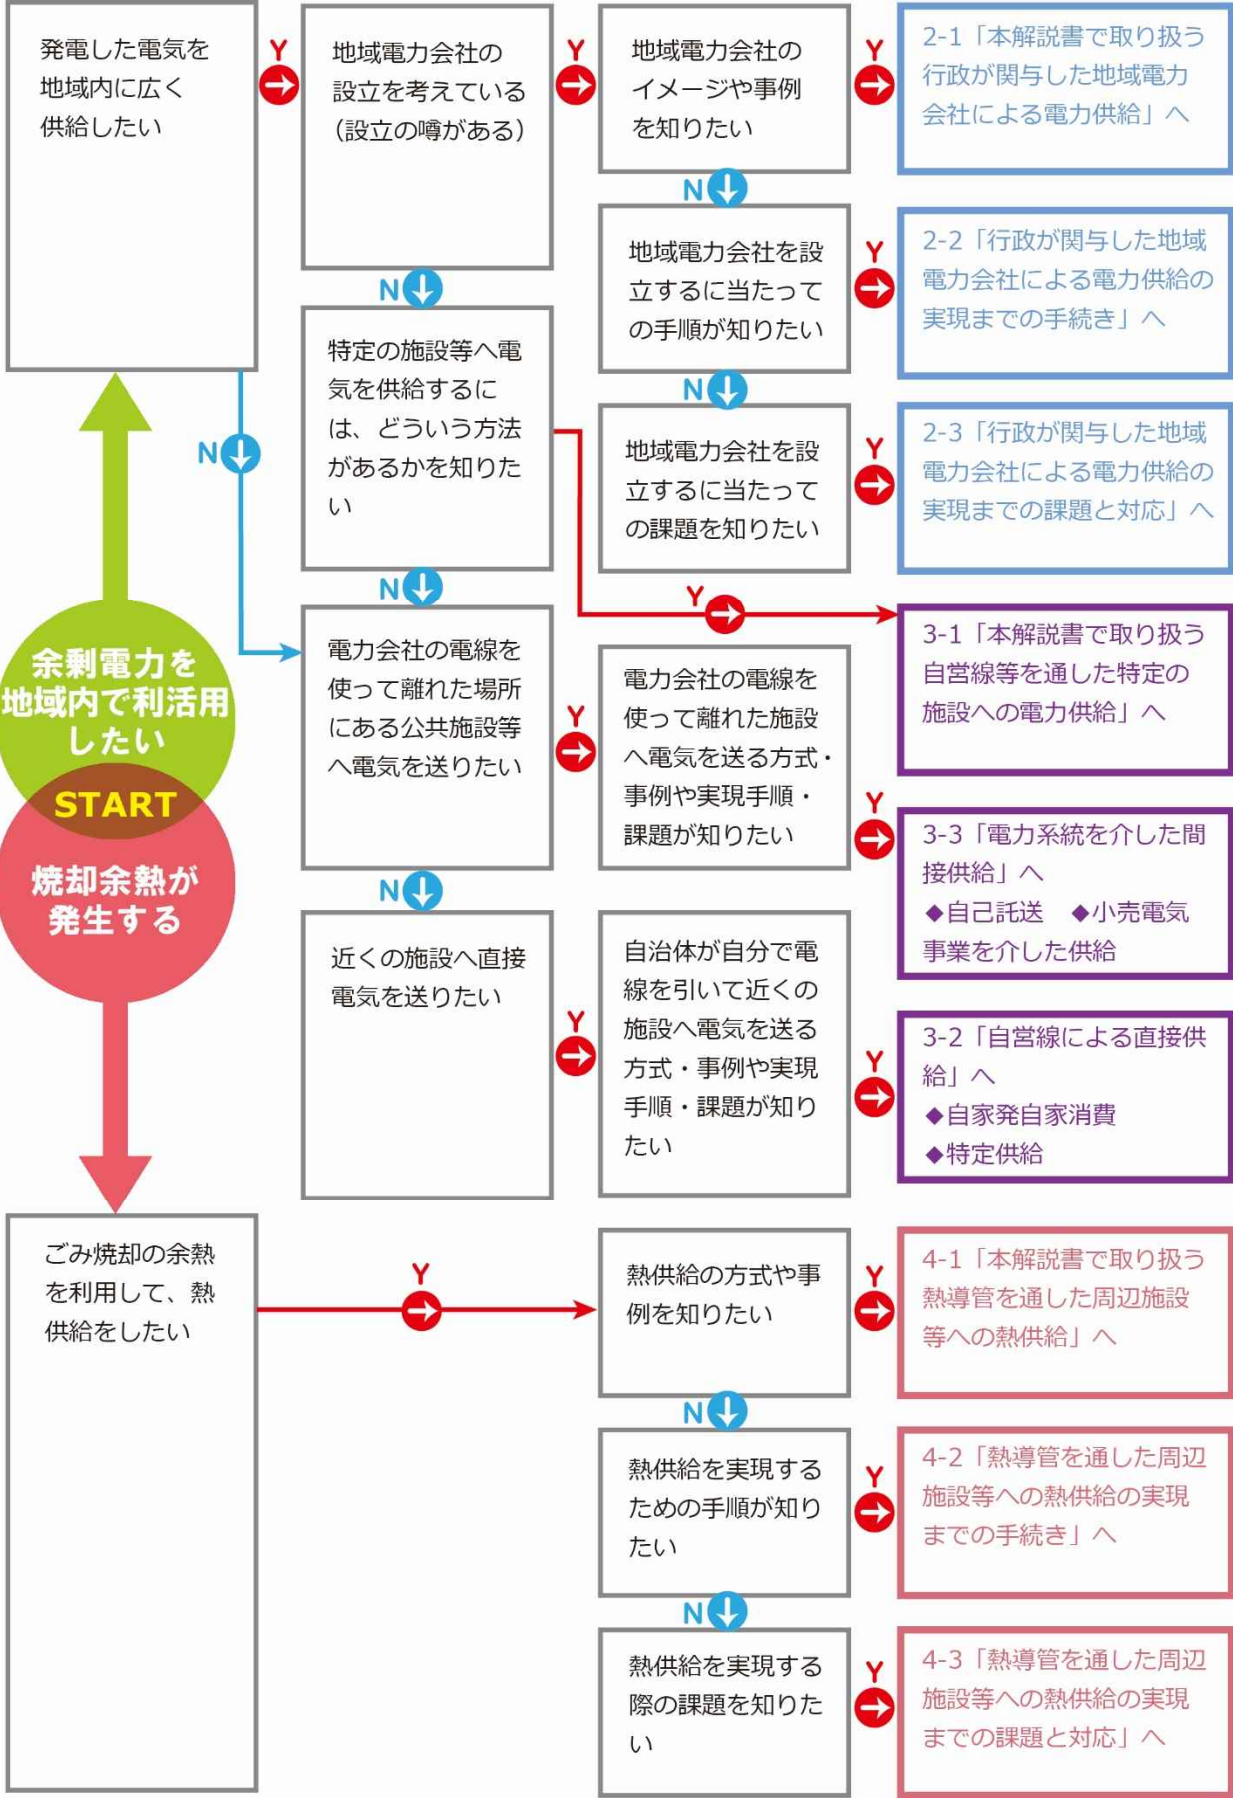 発電した電気を
地域内に広く
供給したい
Y
地域電力会社の
設立を考えている
（設立の噂がある）
Y
地域電力会社の
イメージや事例
を知りたい
Y
2-1「本解説書で取り扱う
行政が関与した地域電力
会社による電力供給」へ
N
地域電力会社を設
立するに当たって
の手順が知りたい
Y
2-2「行政が関与した地域
電力会社による電力供給の
実現までの手続き」へ
N
地域電力会社を設
立するに当たって
の課題を知りたい
Y
2-3「行政が関与した地域
電力会社による電力供給の
実現までの課題と対応」へ
N
特定の施設等へ電
気を供給するに
は、どういう方法
があるかを知りた
い
Y
3-1「本解説書で取り扱う
自営線等を通した特定の
施設への電力供給」へ
N
N
電力会社の電線を
使って離れた場所
にある公共施設等
へ電気を送りたい
Y
電力会社の電線を
使って離れた施設
へ電気を送る方式・
事例や実現手順・
課題が知りたい
Y
3-3「電力系統を介した間
接供給」へ
◆自己託送　◆小売電気
事業を介した供給
N
近くの施設へ直接
電気を送りたい
Y
自治体が自分で電
線を引いて近くの
施設へ電気を送る
方式・事例や実現
手順・課題が知り
たい
Y
3-2「自営線による直接供
給」へ
◆自家発自家消費
◆特定供給
余剰電力を
地域内で利活用
したい
START
焼却余熱が
発生する
ごみ焼却の余熱
を利用して、熱
供給をしたい
Y
熱供給の方式や事
例を知りたい
Y
4-1「本解説書で取り扱う
熱導管を通した周辺施設
等への熱供給」へ
N
熱供給を実現する
ための手順が知り
たい
Y
4-2「熱導管を通した周辺
施設等への熱供給の実現
までの手続き」へ
N
熱供給を実現する
際の課題を知りた
い
Y
4-3「熱導管を通した周辺
施設等への熱供給の実現
までの課題と対応」へ